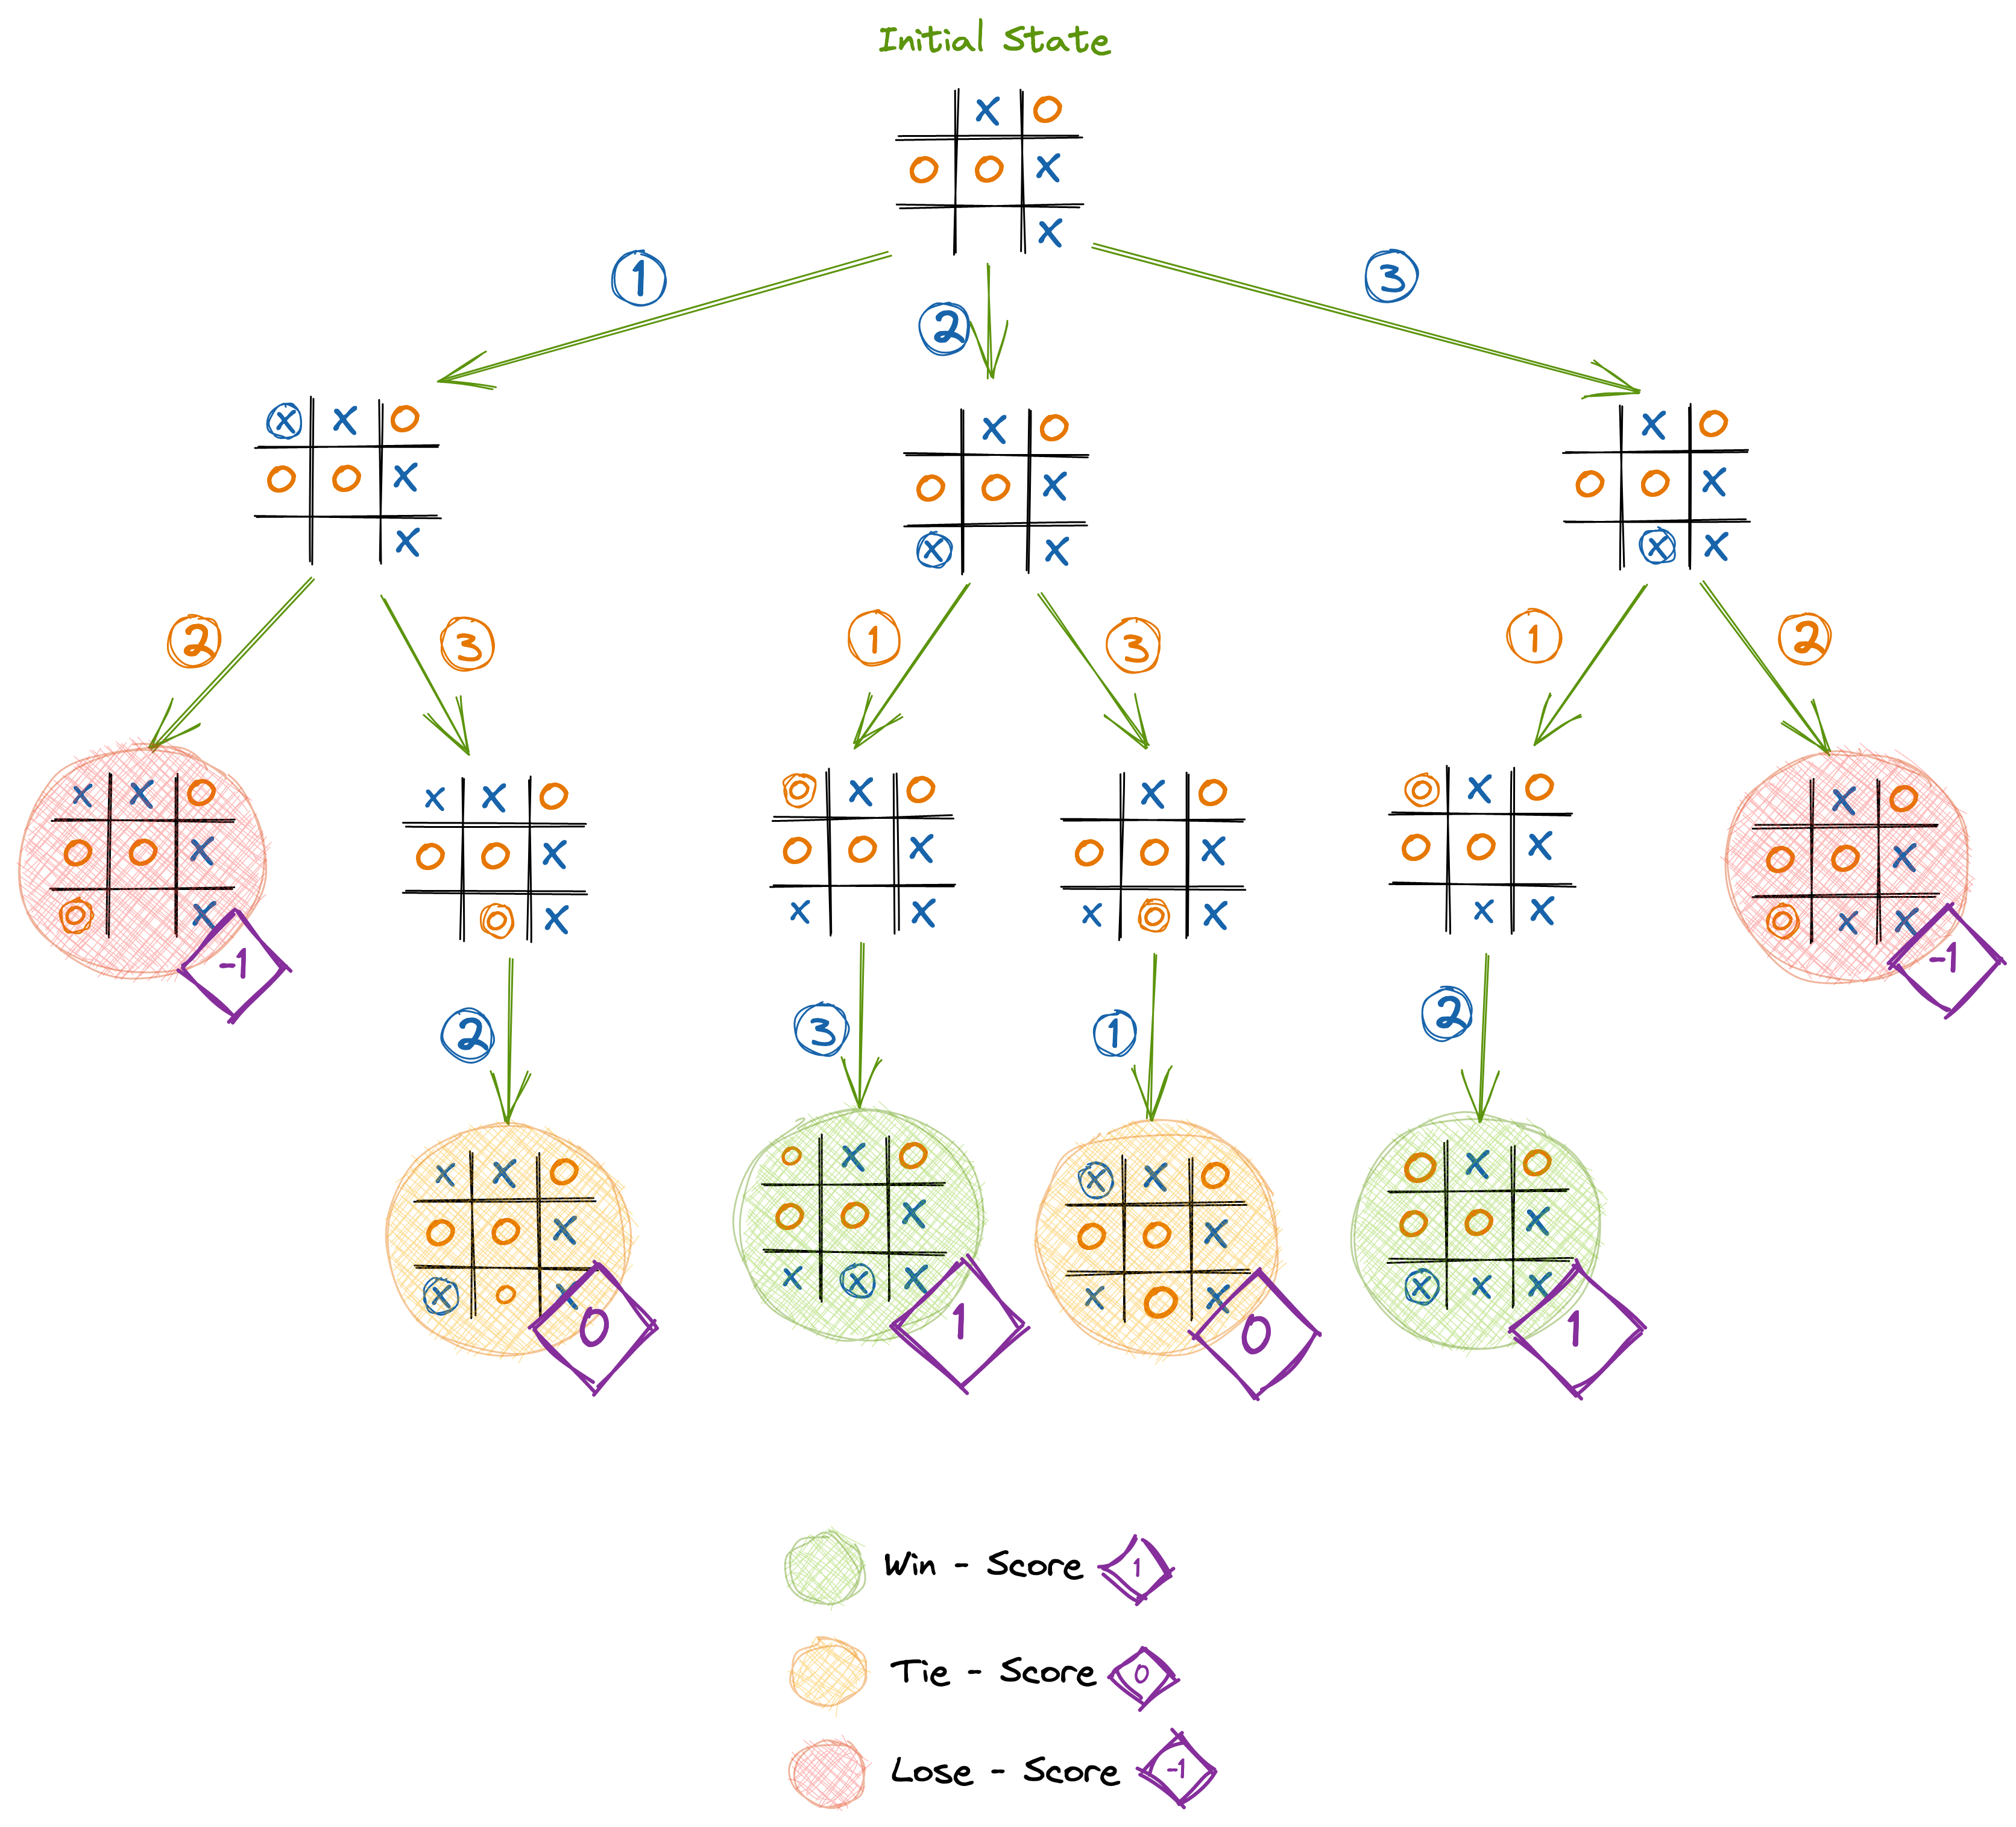 Initial State
X O
O O X
X
1
2
3
X X O
O O X
X
X O
O O X
X X
X O
O O X
X X
2
3
1
3
1
2
X X O
O O X
O X
-1
X X O
O O X
O X
O X O
O O X
X X
X O
O O X
X O X
O X O
O O X
X X
X O
O O X
O X X
-1
2
3
1
2
X X O
O O X
X O X
0
O X O
O O X
X X X
1
X X O
O O X
X O X
0
O X O
O O X
X X X
1
Win - Score 1
Tie - Score 0
Lose - Score -1